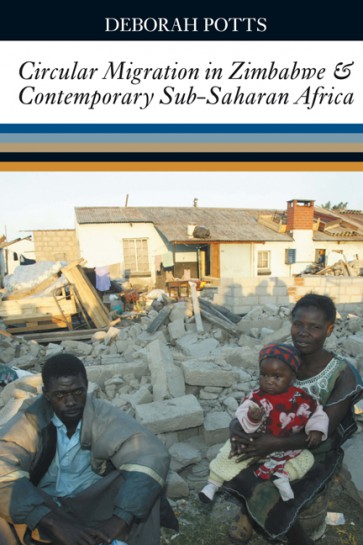 DEBORAH POTTS
Circular Migration in Zimbabwe &
Contemporary Sub-Saharan Africa